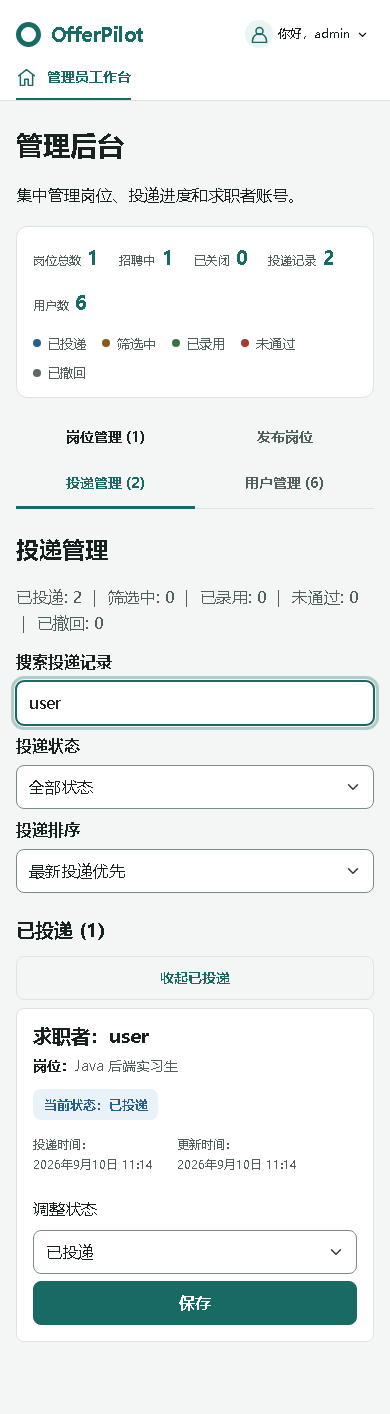 OfferPilot
你好，admin
管理员工作台
管理后台
集中管理岗位、投递进度和求职者账号。
岗位总数 1 招聘中 1 已关闭 0 投递记录 2
用户数 6
已投递 筛选中 已录用 未通过
已撤回
岗位管理 (1) 发布岗位
投递管理 (2) 用户管理 (6)
投递管理
已投递: 2 | 筛选中: 0 | 已录用: 0 | 未通过: 0
| 已撤回: 0
搜索投递记录
user
投递状态
全部状态
投递排序
最新投递优先
已投递 (1)
收起已投递
求职者：user
岗位：Java 后端实习生
当前状态：已投递
投递时间： 更新时间：
2026年9月10日 11:14 2026年9月10日 11:14
调整状态
已投递
保存